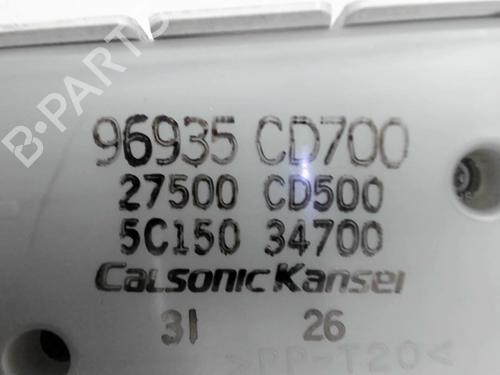 B-PARTS
96935 CD700
27500 CD500
5C150 34700
CalsonicKansei
31 26
>PP-T20<